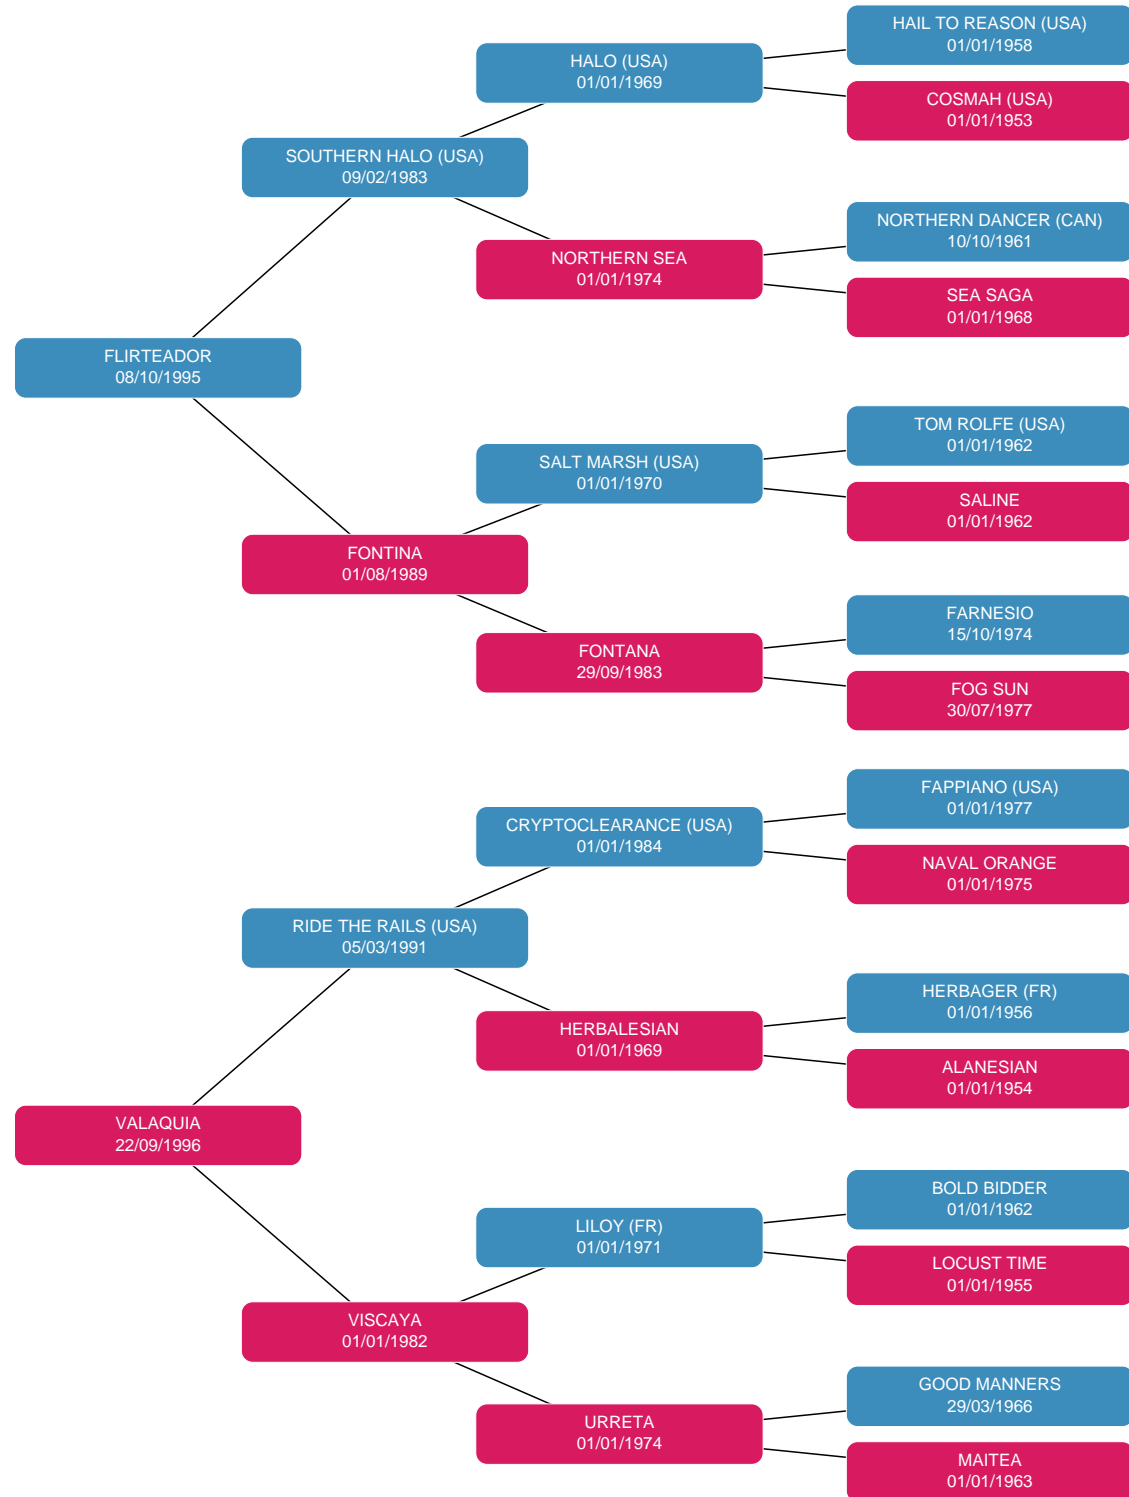 HAIL TO REASON (USA)
01/01/1958
HALO (USA)
01/01/1969
COSMAH (USA)
01/01/1953
SOUTHERN HALO (USA)
09/02/1983
NORTHERN DANCER (CAN)
10/10/1961
NORTHERN SEA
01/01/1974
SEA SAGA
01/01/1968
FLIRTEADOR
08/10/1995
TOM ROLFE (USA)
01/01/1962
SALT MARSH (USA)
01/01/1970
SALINE
01/01/1962
FONTINA
01/08/1989
FARNESIO
15/10/1974
FONTANA
29/09/1983
FOG SUN
30/07/1977
FAPPIANO (USA)
01/01/1977
CRYPTOCLEARANCE (USA)
01/01/1984
NAVAL ORANGE
01/01/1975
RIDE THE RAILS (USA)
05/03/1991
HERBAGER (FR)
01/01/1956
HERBALESIAN
01/01/1969
ALANESIAN
01/01/1954
VALAQUIA
22/09/1996
BOLD BIDDER
01/01/1962
LILOY (FR)
01/01/1971
LOCUST TIME
01/01/1955
VISCAYA
01/01/1982
GOOD MANNERS
29/03/1966
URRETA
01/01/1974
MAITEA
01/01/1963